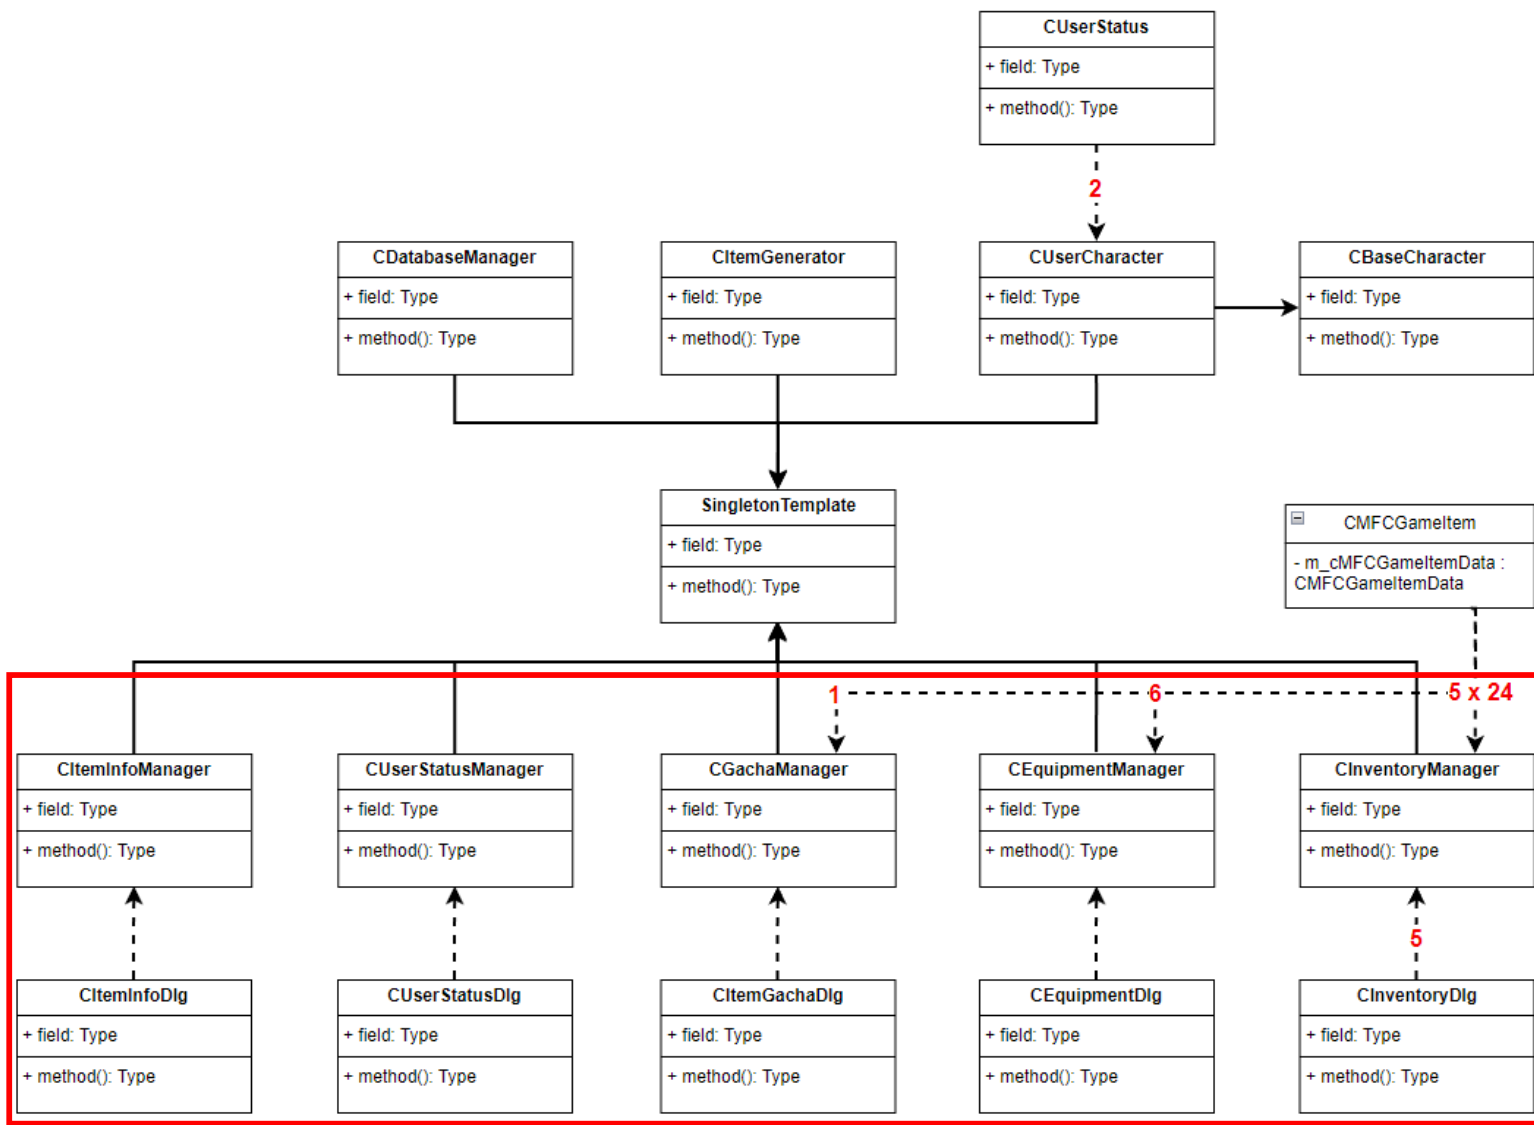 CUserStatus
+ field: Type
+ method(): Type
2
CDatabaseManager
+ field: Type
+ method(): Type
CItemGenerator
+ field: Type
+ method(): Type
CUserCharacter
+ field: Type
+ method(): Type
CBaseCharacter
+ field: Type
+ method(): Type
SingletonTemplate
+ field: Type
+ method(): Type
CMFCGameItem
- m_cMFCGameItemData :
CMFCGameItemData
1
6
5 x 24
CItemInfoManager
+ field: Type
+ method(): Type
CUserStatusManager
+ field: Type
+ method(): Type
CGachaManager
+ field: Type
+ method(): Type
CEquipmentManager
+ field: Type
+ method(): Type
CInventoryManager
+ field: Type
+ method(): Type
5
CItemInfoDlg
+ field: Type
+ method(): Type
CUserStatusDlg
+ field: Type
+ method(): Type
CItemGachaDlg
+ field: Type
+ method(): Type
CEquipmentDlg
+ field: Type
+ method(): Type
CInventoryDlg
+ field: Type
+ method(): Type